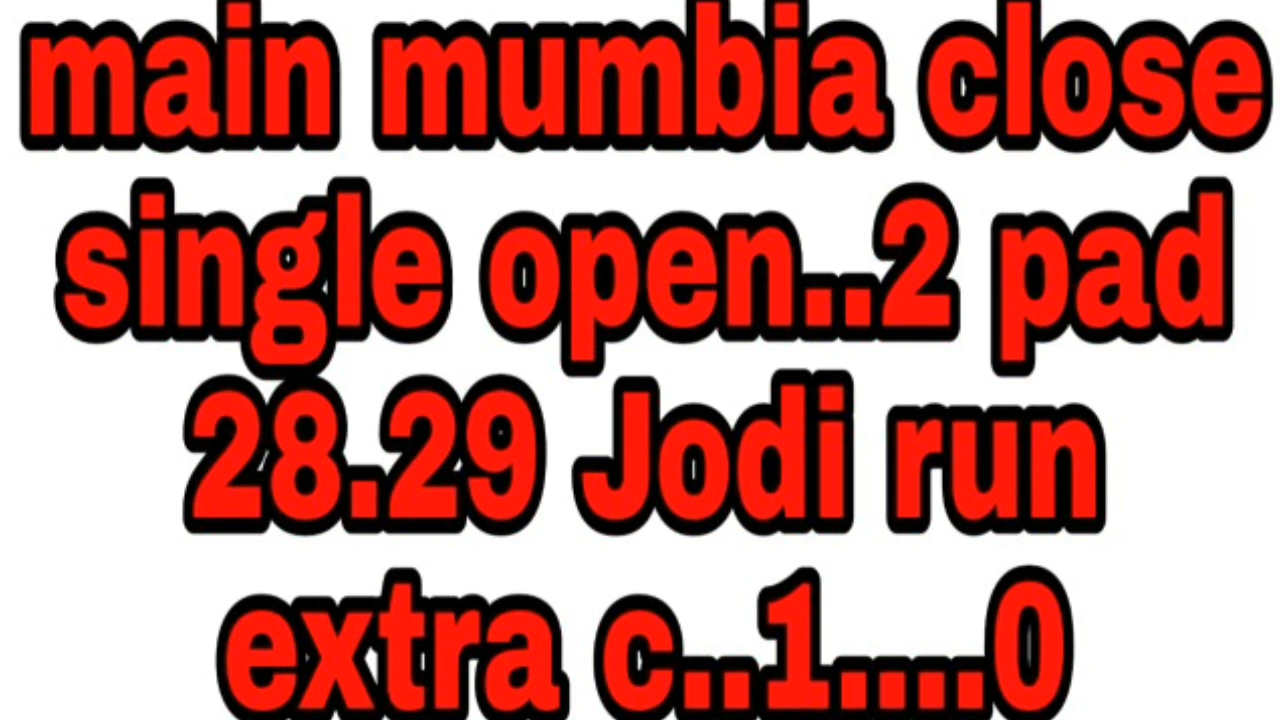 main mumbia close
single open..2 pad
28.29 Jodi run
extra c..1....0